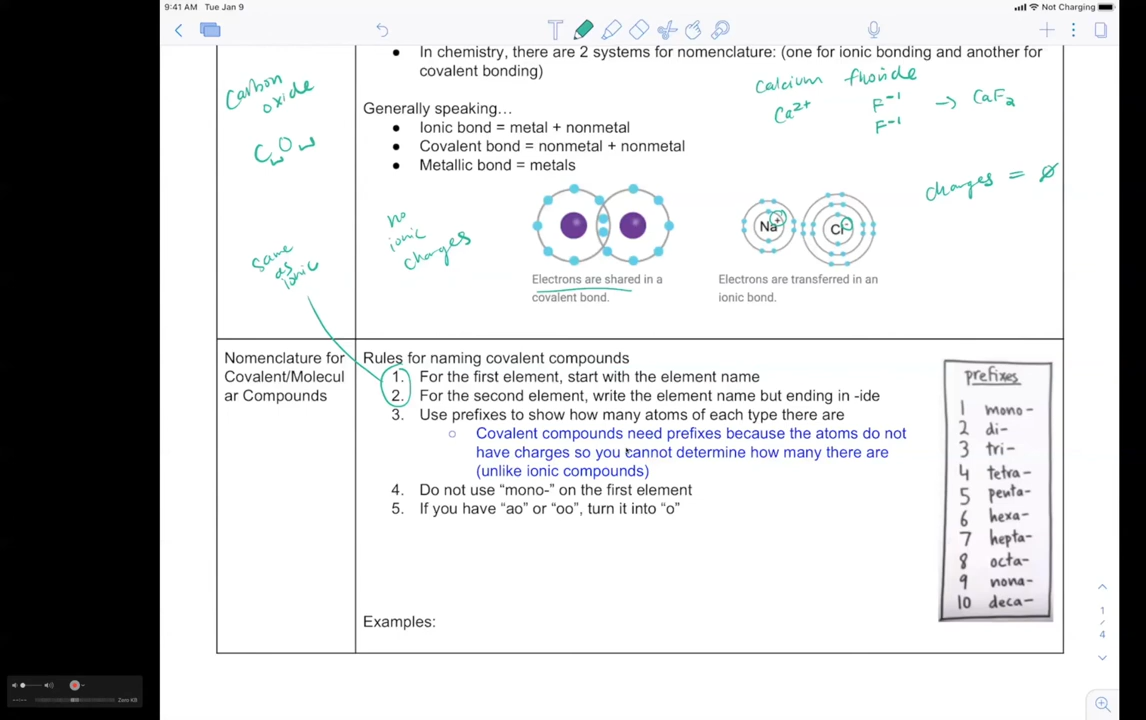 9:41 AM Tue Jan 9
Not Charging
In chemistry, there are 2 systems for nomenclature: (one for ionic bonding and another for
covalent bonding)
Carbon
oxide
CwOw
Calcium fluoride
Ca2+ F-1 → CaF2
F-1
Generally speaking…
Ionic bond = metal + nonmetal
Covalent bond = nonmetal + nonmetal
Metallic bond = metals
charges = 0
no
ionic
charges
same
as
ionic
Na+
Cl-
Electrons are shared in a
covalent bond.
Electrons are transferred in an
ionic bond.
Nomenclature for
Covalent/Molecul
ar Compounds
Rules for naming covalent compounds
1. For the first element, start with the element name
2. For the second element, write the element name but ending in -ide
3. Use prefixes to show how many atoms of each type there are
Covalent compounds need prefixes because the atoms do not
have charges so you cannot determine how many there are
(unlike ionic compounds)
4. Do not use “mono-” on the first element
5. If you have “ao” or “oo”, turn it into “o”
Examples:
prefixes
1 mono-
2 di-
3 tri-
4 tetra-
5 penta-
6 hexa-
7 hepta-
8 octa-
9 nona-
10 deca-
1
/
4
Zero KB